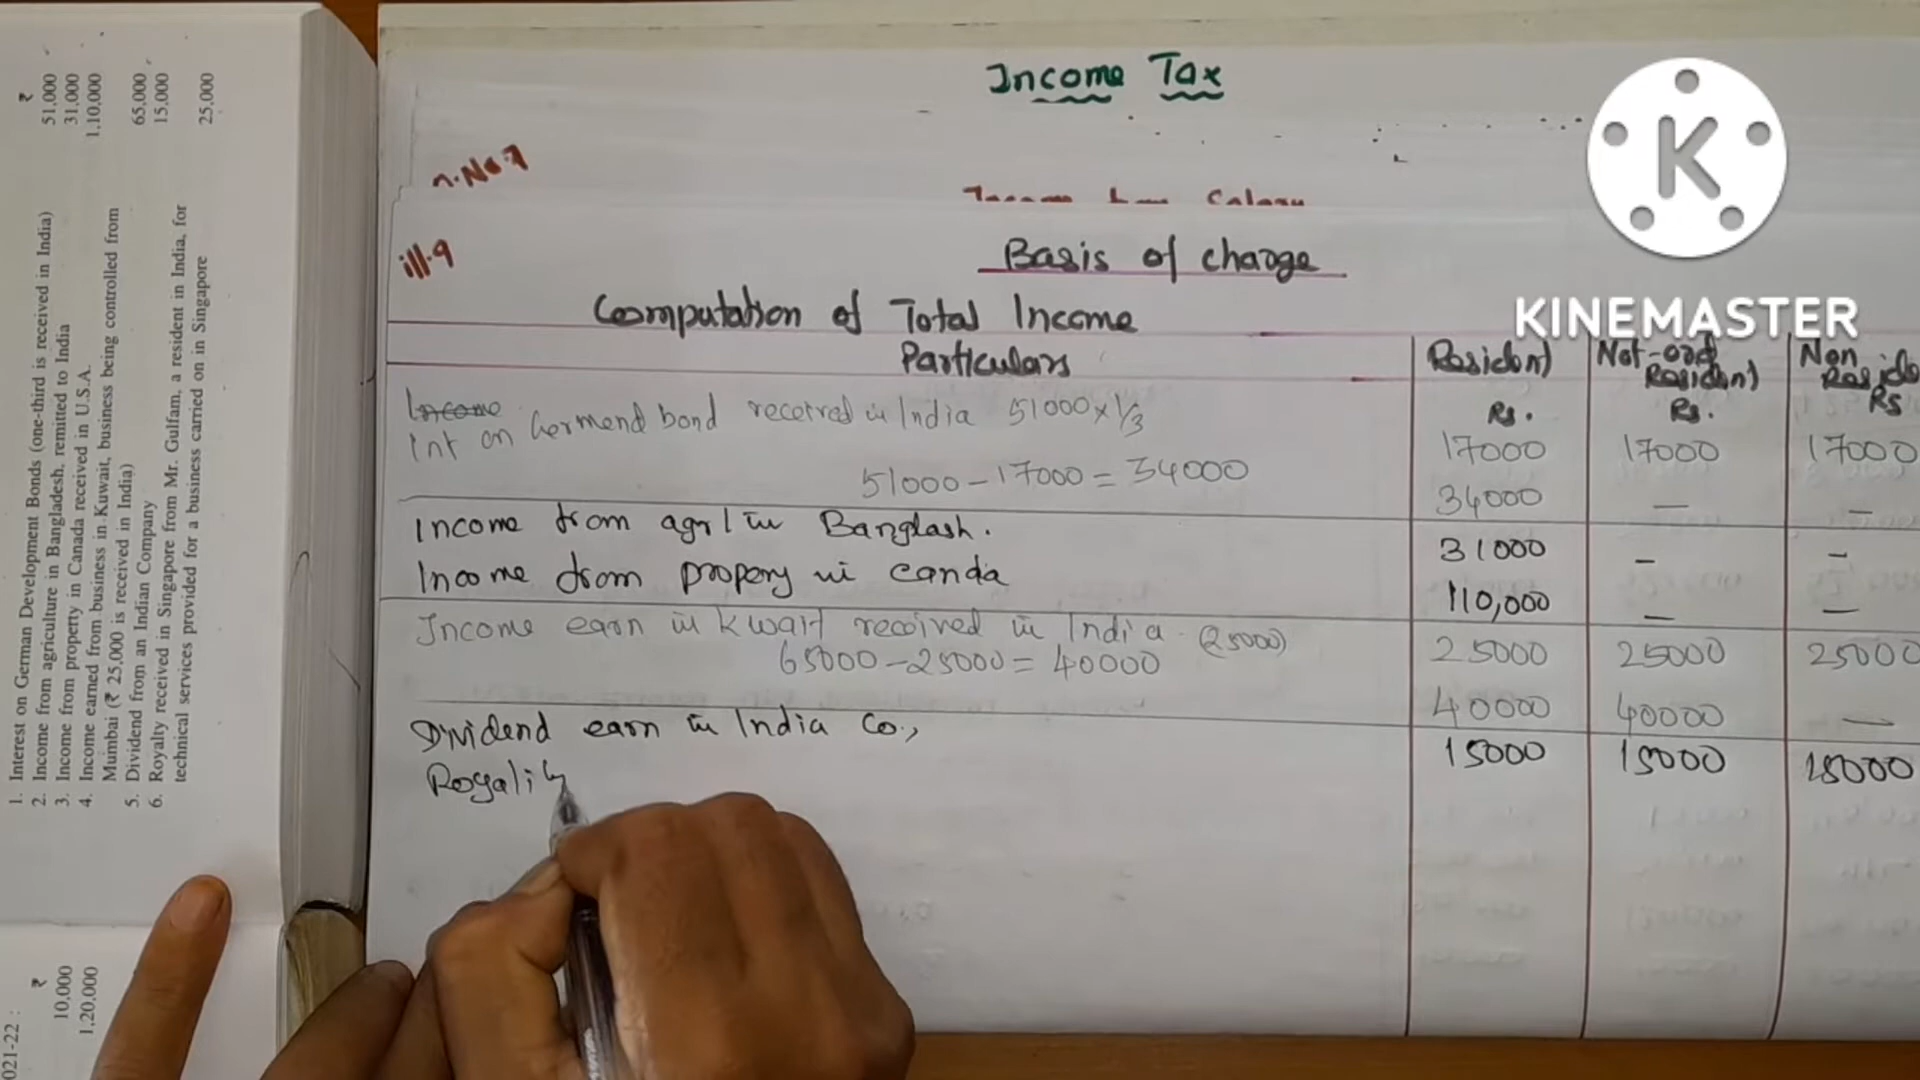 ₹
1. Interest on German Development Bonds (one-third is received in India) 51,000
2. Income from agriculture in Bangladesh, remitted to India 31,000
3. Income from property in Canada received in U.S.A. 1,10,000
4. Income earned from business in Kuwait, business being controlled from
Mumbai (₹ 25,000 is received in India) 65,000
5. Dividend from an Indian Company 15,000
6. Royalty received in Singapore from Mr. Gulfam, a resident in India, for
technical services provided for a business carried on in Singapore 25,000
021-22 :
₹
10,000
1,20,000
Income Tax
KINEMASTER
ill.9
Basis of charge
Computation of Total Income
Particulars Resident Not-ord Non
Resident Reside
Rs. Rs. Rs
Income
Int on Germend bond received in India 51000 x 1/3 17000 17000 17000
51000 - 17000 = 34000 34000 — —
Income from agrl in Banglash. 31000 - -
Income from propery in canda 110,000 — —
Income earn in Kwait received in India (25000) 25000 25000 25000
65000 - 25000 = 40000 40000 40000 —
Dividend earn in India Co., 15000 15000 15000
Royality